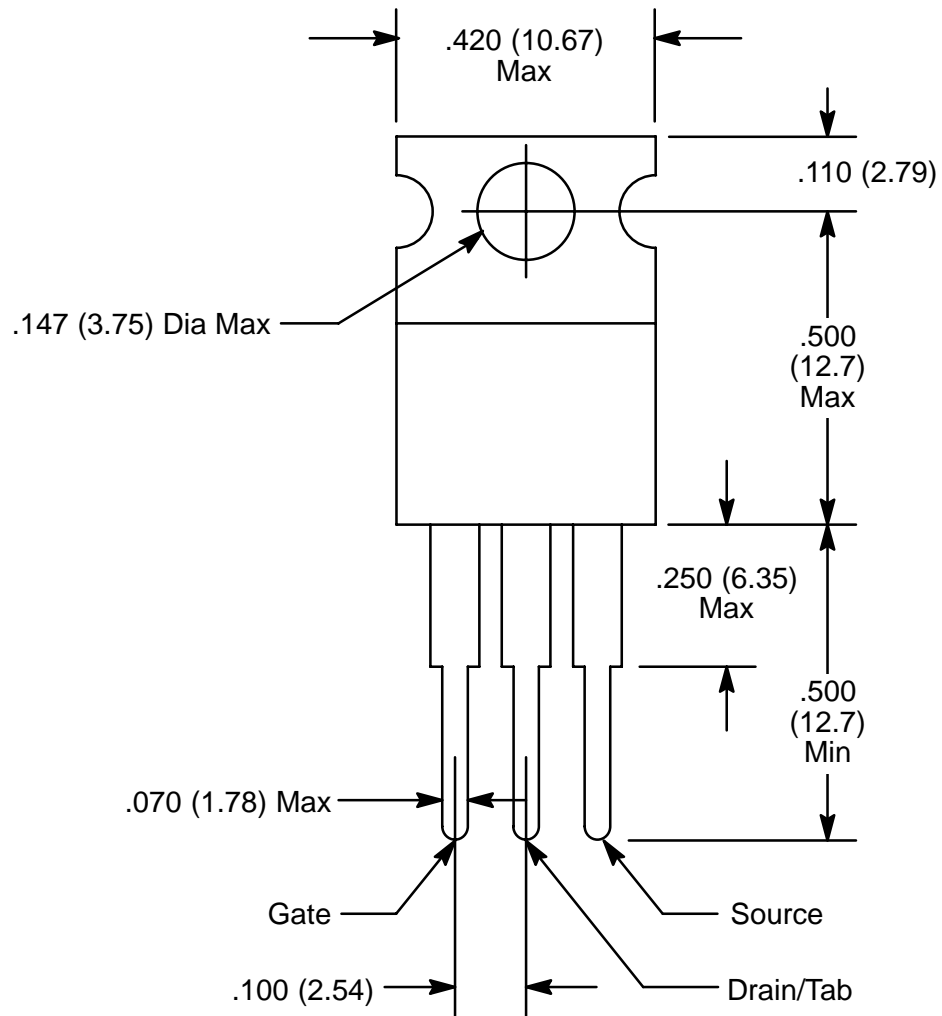 .420 (10.67)
Max
.110 (2.79)
.147 (3.75) Dia Max
.500
(12.7)
Max
.250 (6.35)
Max
.500
(12.7)
Min
.070 (1.78) Max
Gate
Source
.100 (2.54)
Drain/Tab